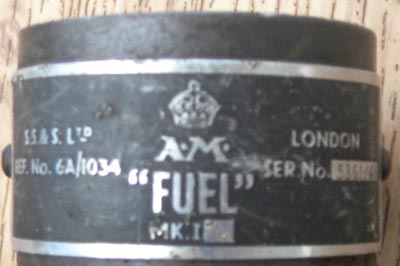 S.S.&S. LTD
A·M·
LONDON
REF. No. 6A/1034
"FUEL"
SER. No.
MK.I